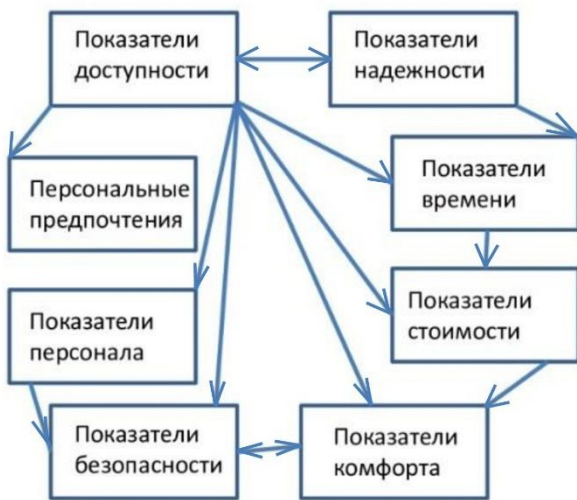 Показатели
доступности
Показатели
надежности
Персональные
предпочтения
Показатели
времени
Показатели
персонала
Показатели
стоимости
Показатели
безопасности
Показатели
комфорта